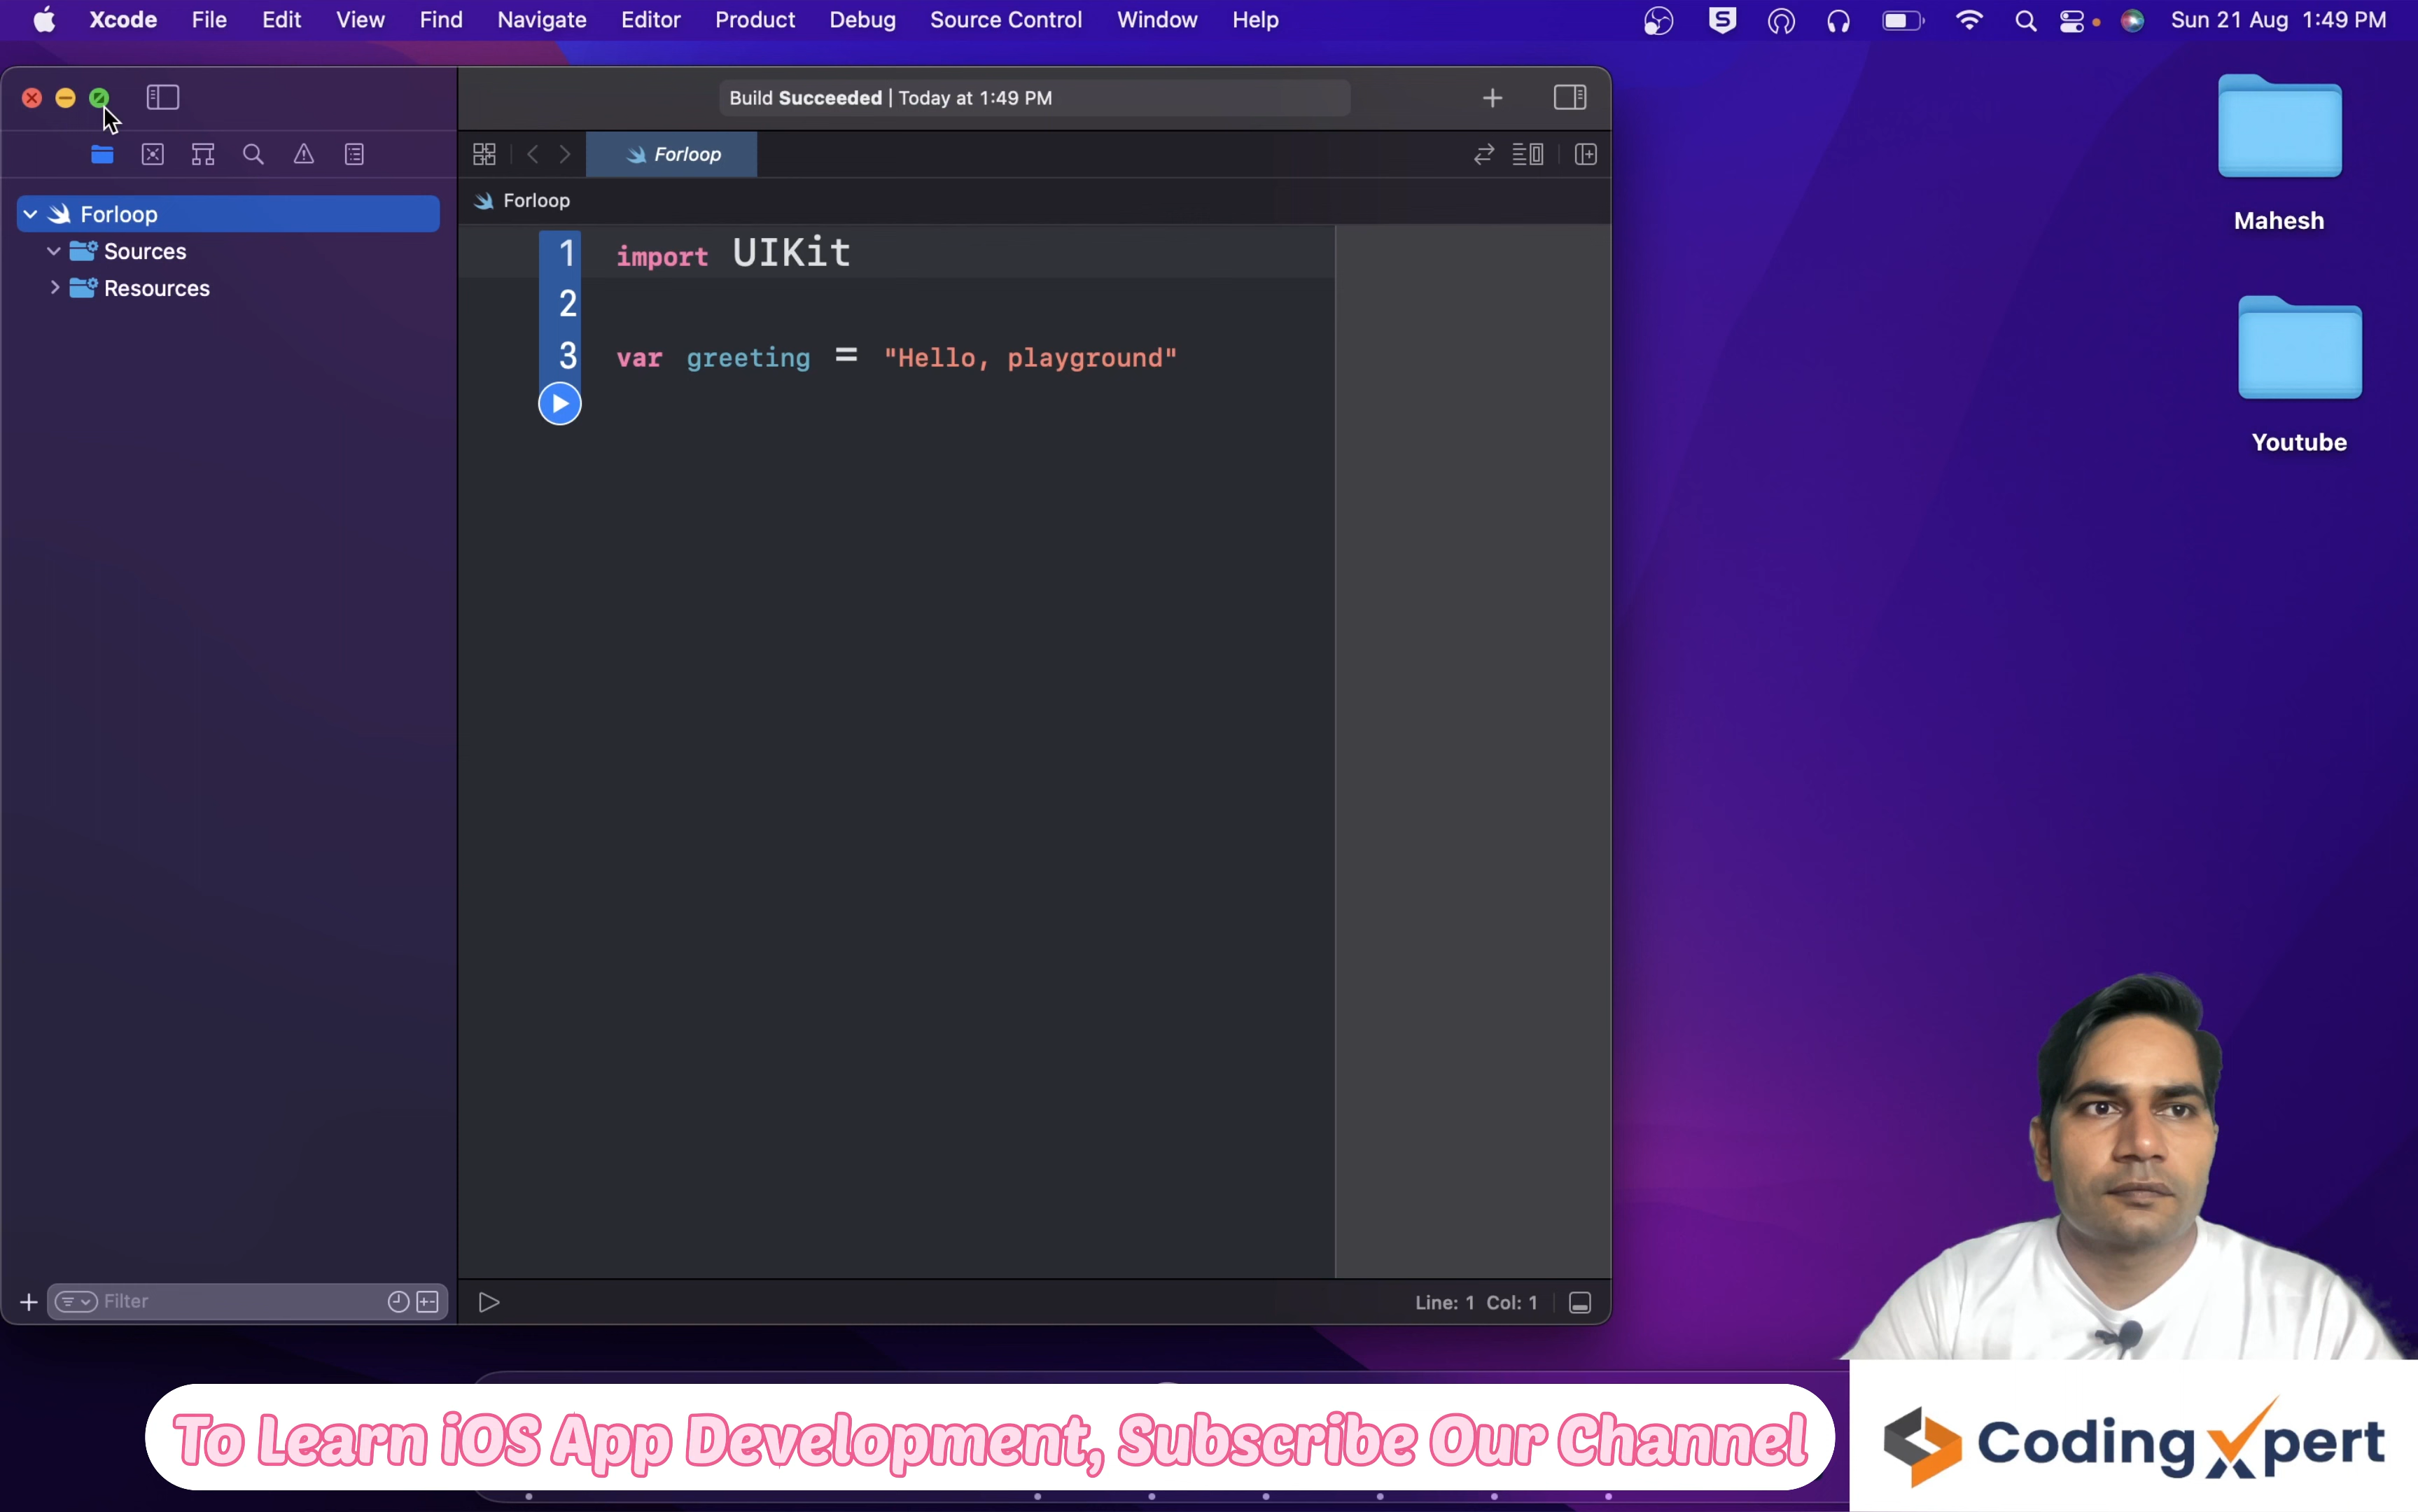 Xcode File Edit View Find Navigate Editor Product Debug Source Control Window Help
Sun 21 Aug 1:49 PM
Build Succeeded | Today at 1:49 PM
Forloop
Forloop
Forloop
Sources
Resources
1 import UIKit
2
3 var greeting = "Hello, playground"
Mahesh
Youtube
Filter
Line: 1 Col: 1
To Learn iOS App Development, Subscribe Our Channel
CodingXpert